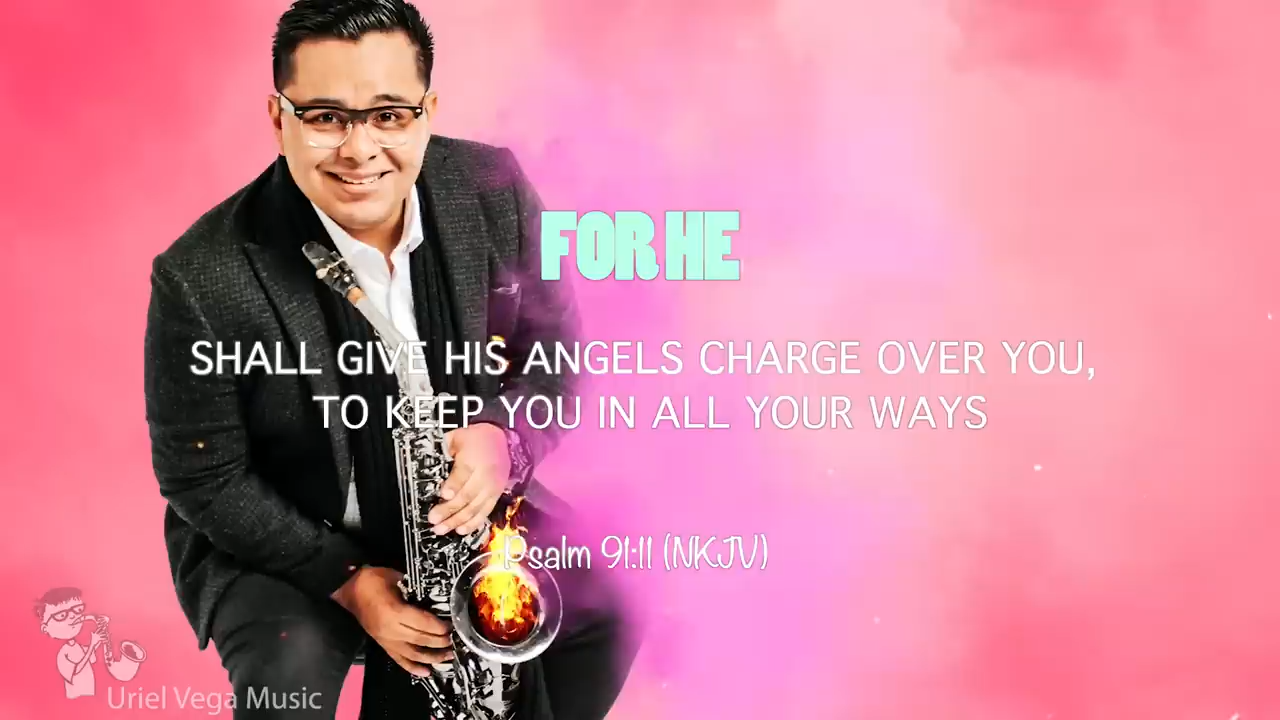 FOR HE
SHALL GIVE HIS ANGELS CHARGE OVER YOU,
TO KEEP YOU IN ALL YOUR WAYS
Psalm 91:11 (NKJV)
Uriel Vega Music